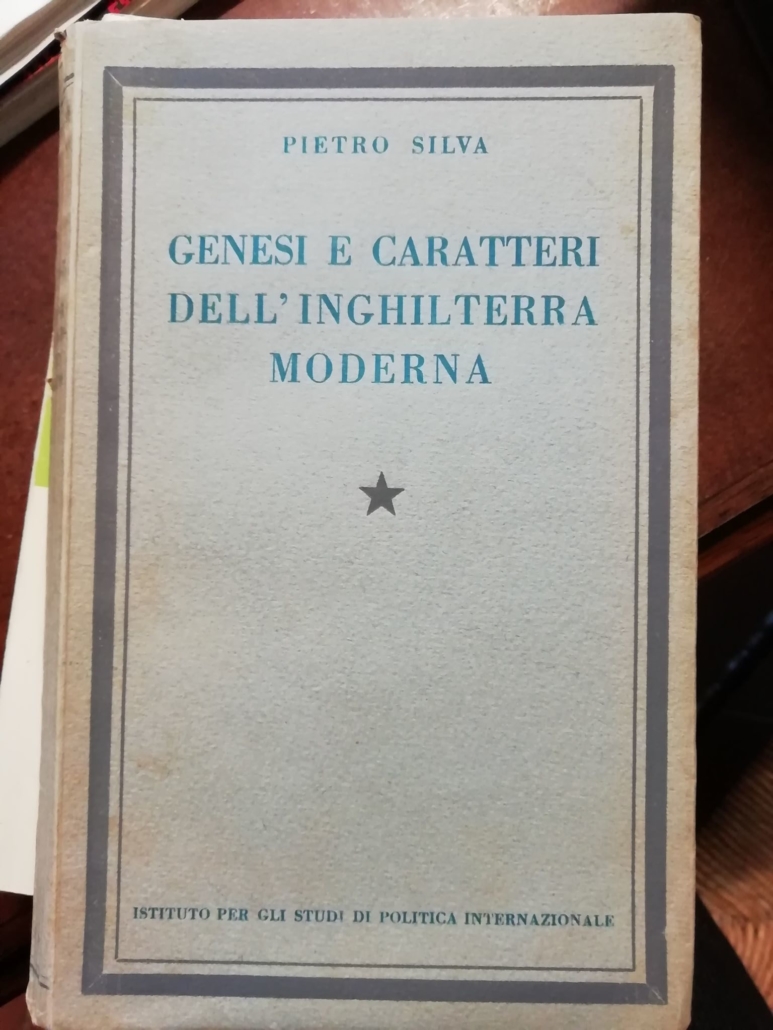 PIETRO SILVA
GENESI E CARATTERI
DELL'INGHILTERRA
MODERNA
ISTITUTO PER GLI STUDI DI POLITICA INTERNAZIONALE